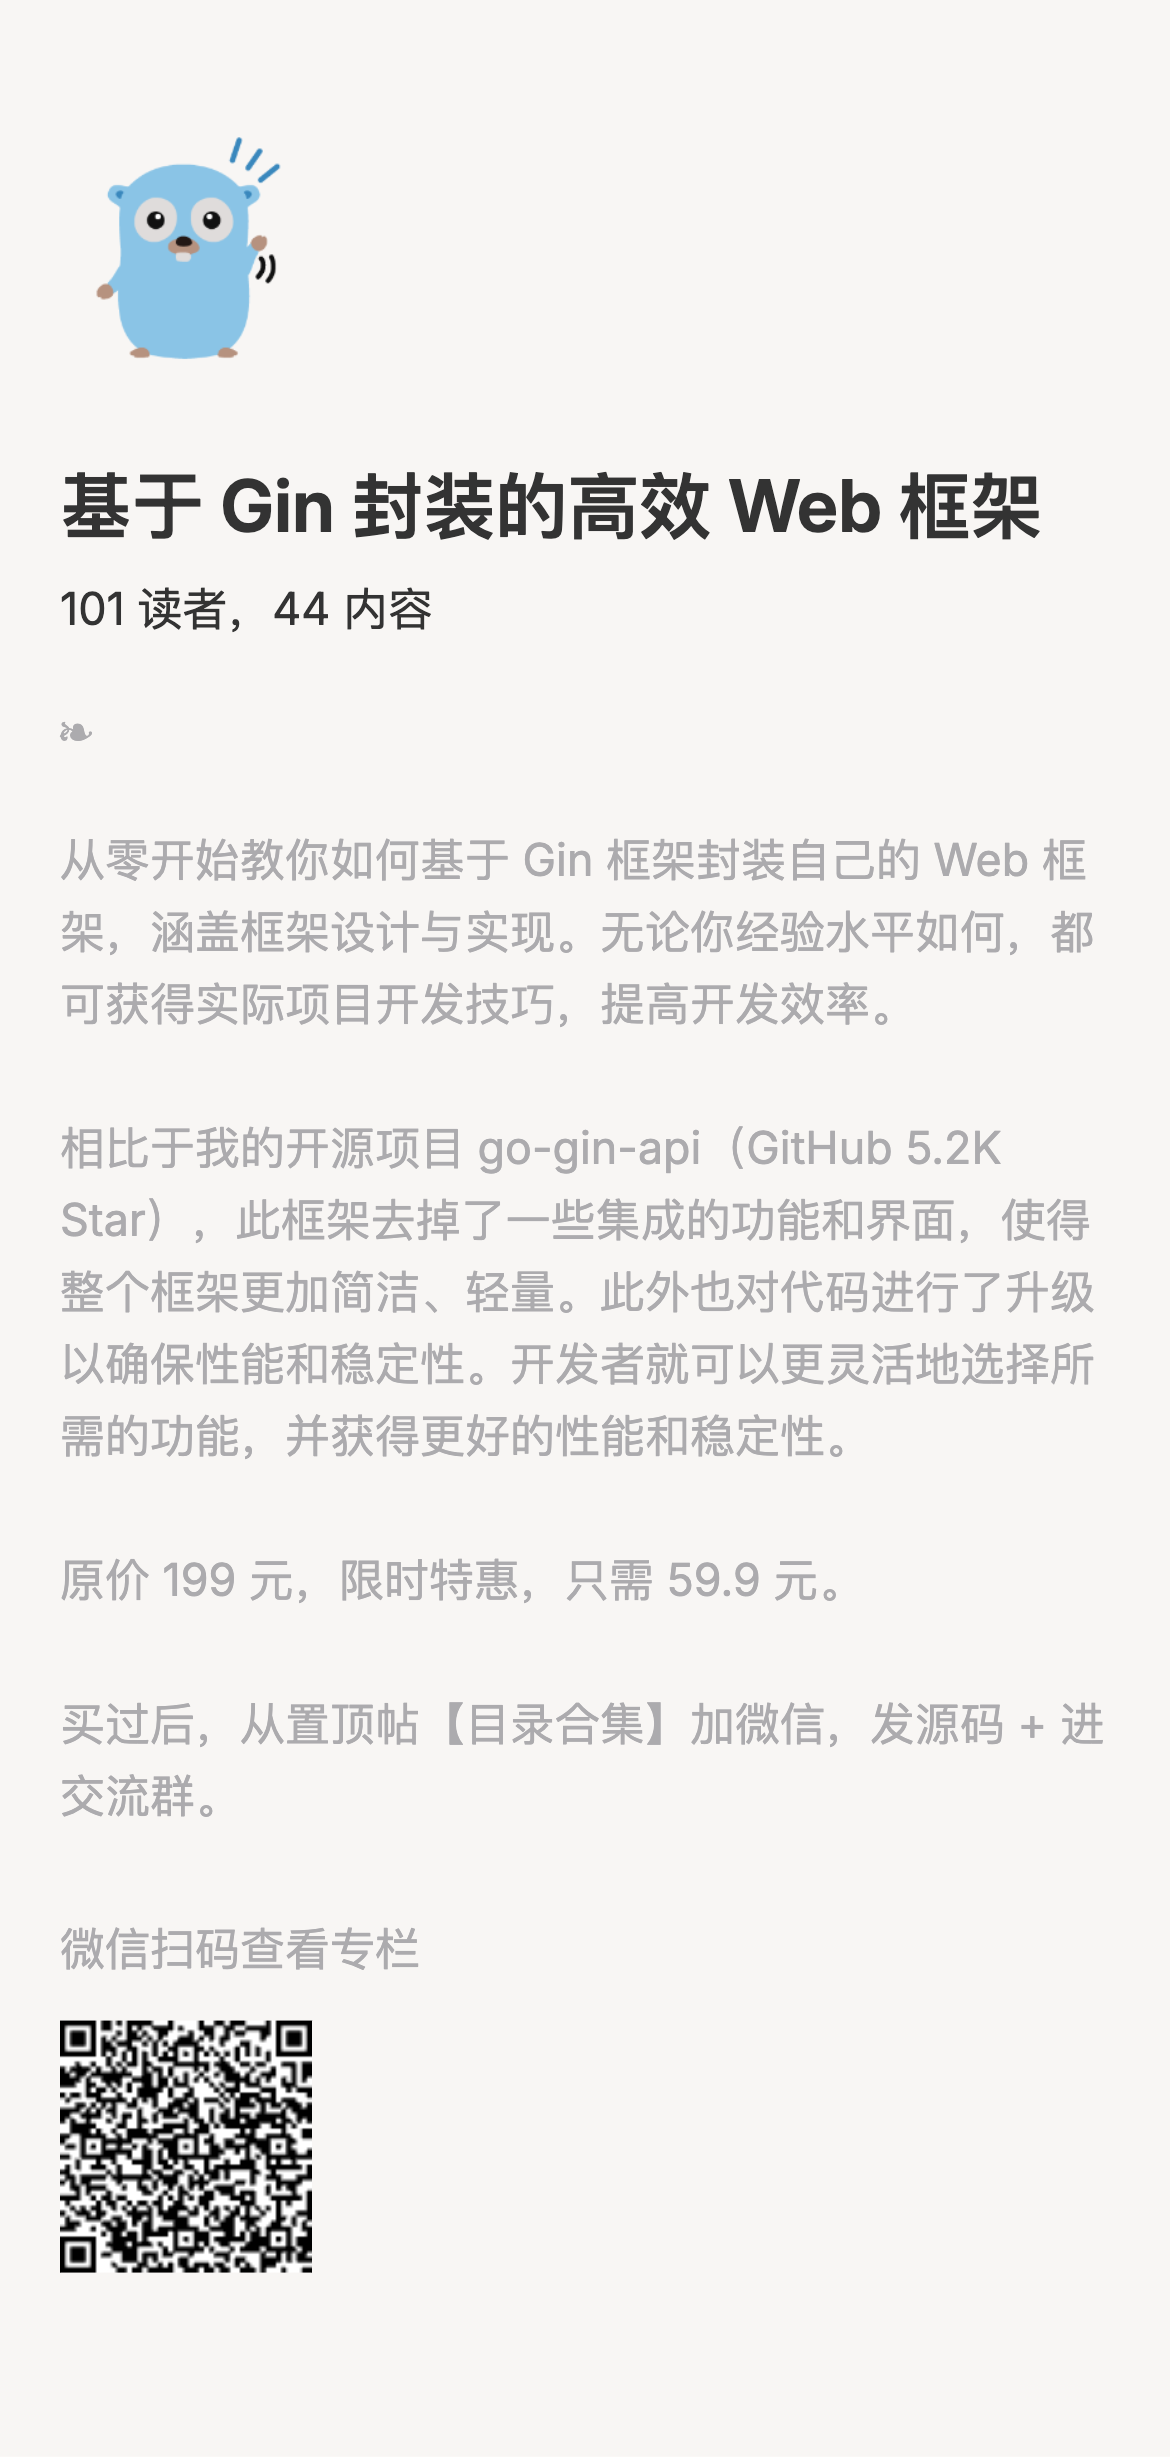 基于 Gin 封装的高效 Web 框架
101 读者，44 内容
❧
从零开始教你如何基于 Gin 框架封装自己的 Web 框
架，涵盖框架设计与实现。无论你经验水平如何，都
可获得实际项目开发技巧，提高开发效率。
相比于我的开源项目 go-gin-api（GitHub 5.2K
Star），此框架去掉了一些集成的功能和界面，使得
整个框架更加简洁、轻量。此外也对代码进行了升级
以确保性能和稳定性。开发者就可以更灵活地选择所
需的功能，并获得更好的性能和稳定性。
原价 199 元，限时特惠，只需 59.9 元。
买过后，从置顶帖【目录合集】加微信，发源码 + 进
交流群。
微信扫码查看专栏